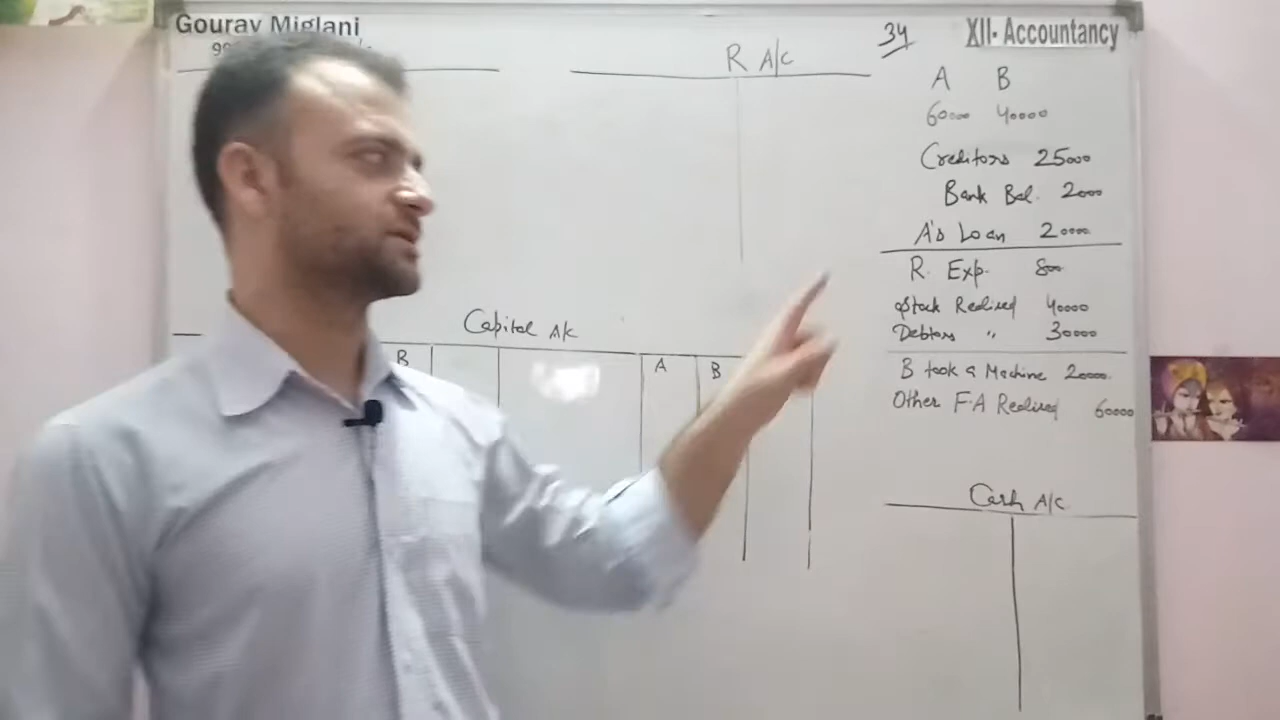 Gourav Miglani
99
34
XII- Accountancy
R A/c
A B
60000 40000
Creditors 25000
Bank Bal. 2000
A's Loan 20000
R. Exp. 800
Stock Realised 40000
Debtors " 30000
B took a Machine 20000
Other F.A Realised 60000
Capital A/c
B
A B
Cash A/c